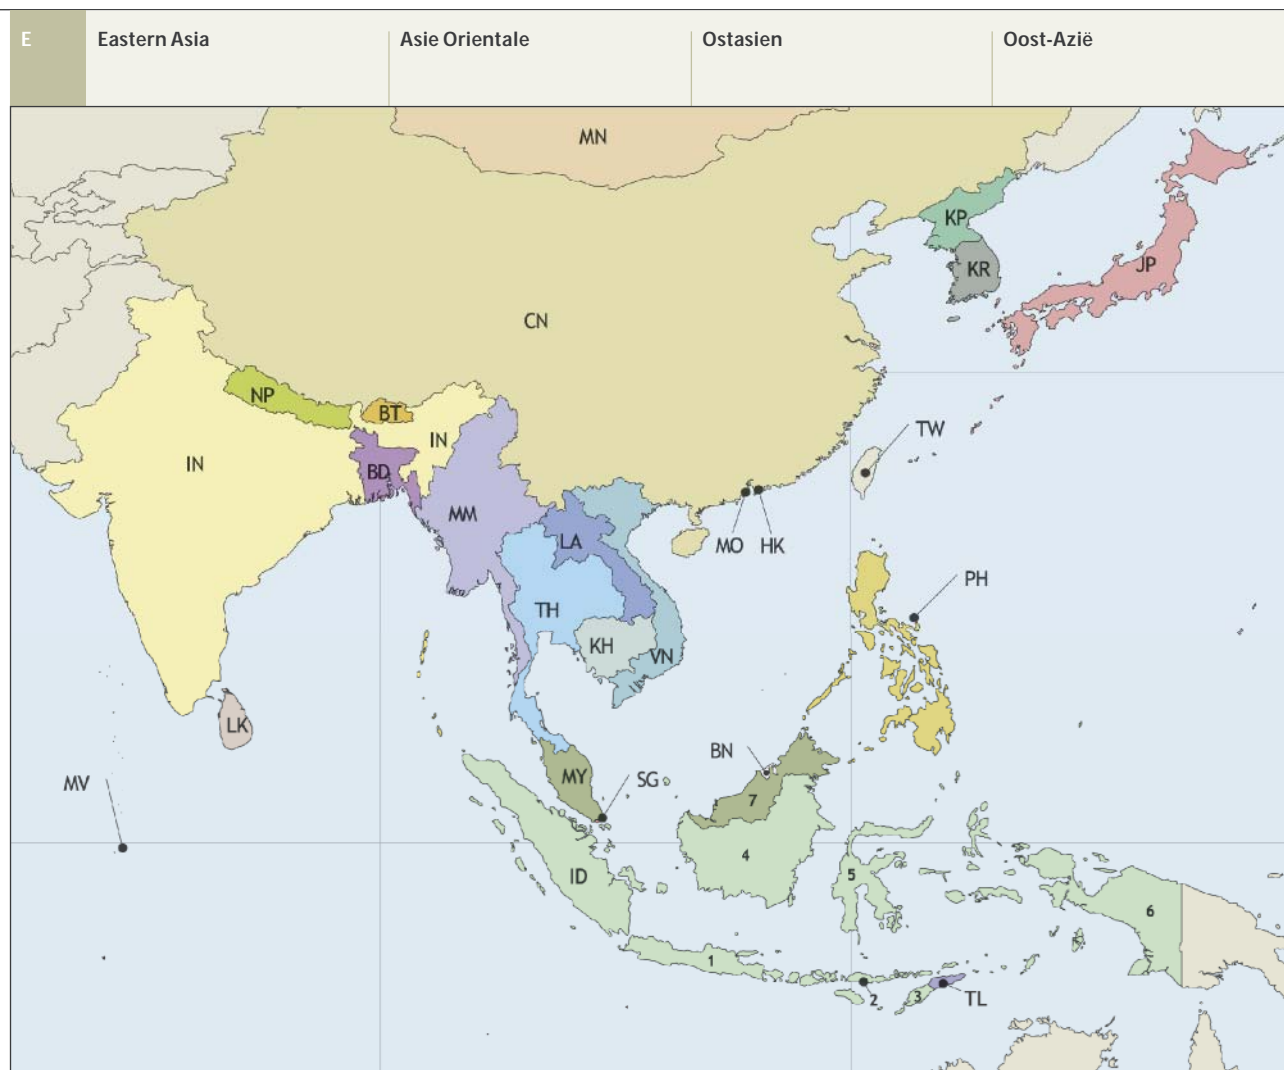 E Eastern Asia Asie Orientale Ostasien Oost-Azië
MN
KP
JP
KR
CN
NP
BT
TW
IN
IN
BD
MM
LA
MO HK
PH
TH
KH
VN
LK
BN
MY
SG
MV
7
4
5
ID
6
1
2
3
TL